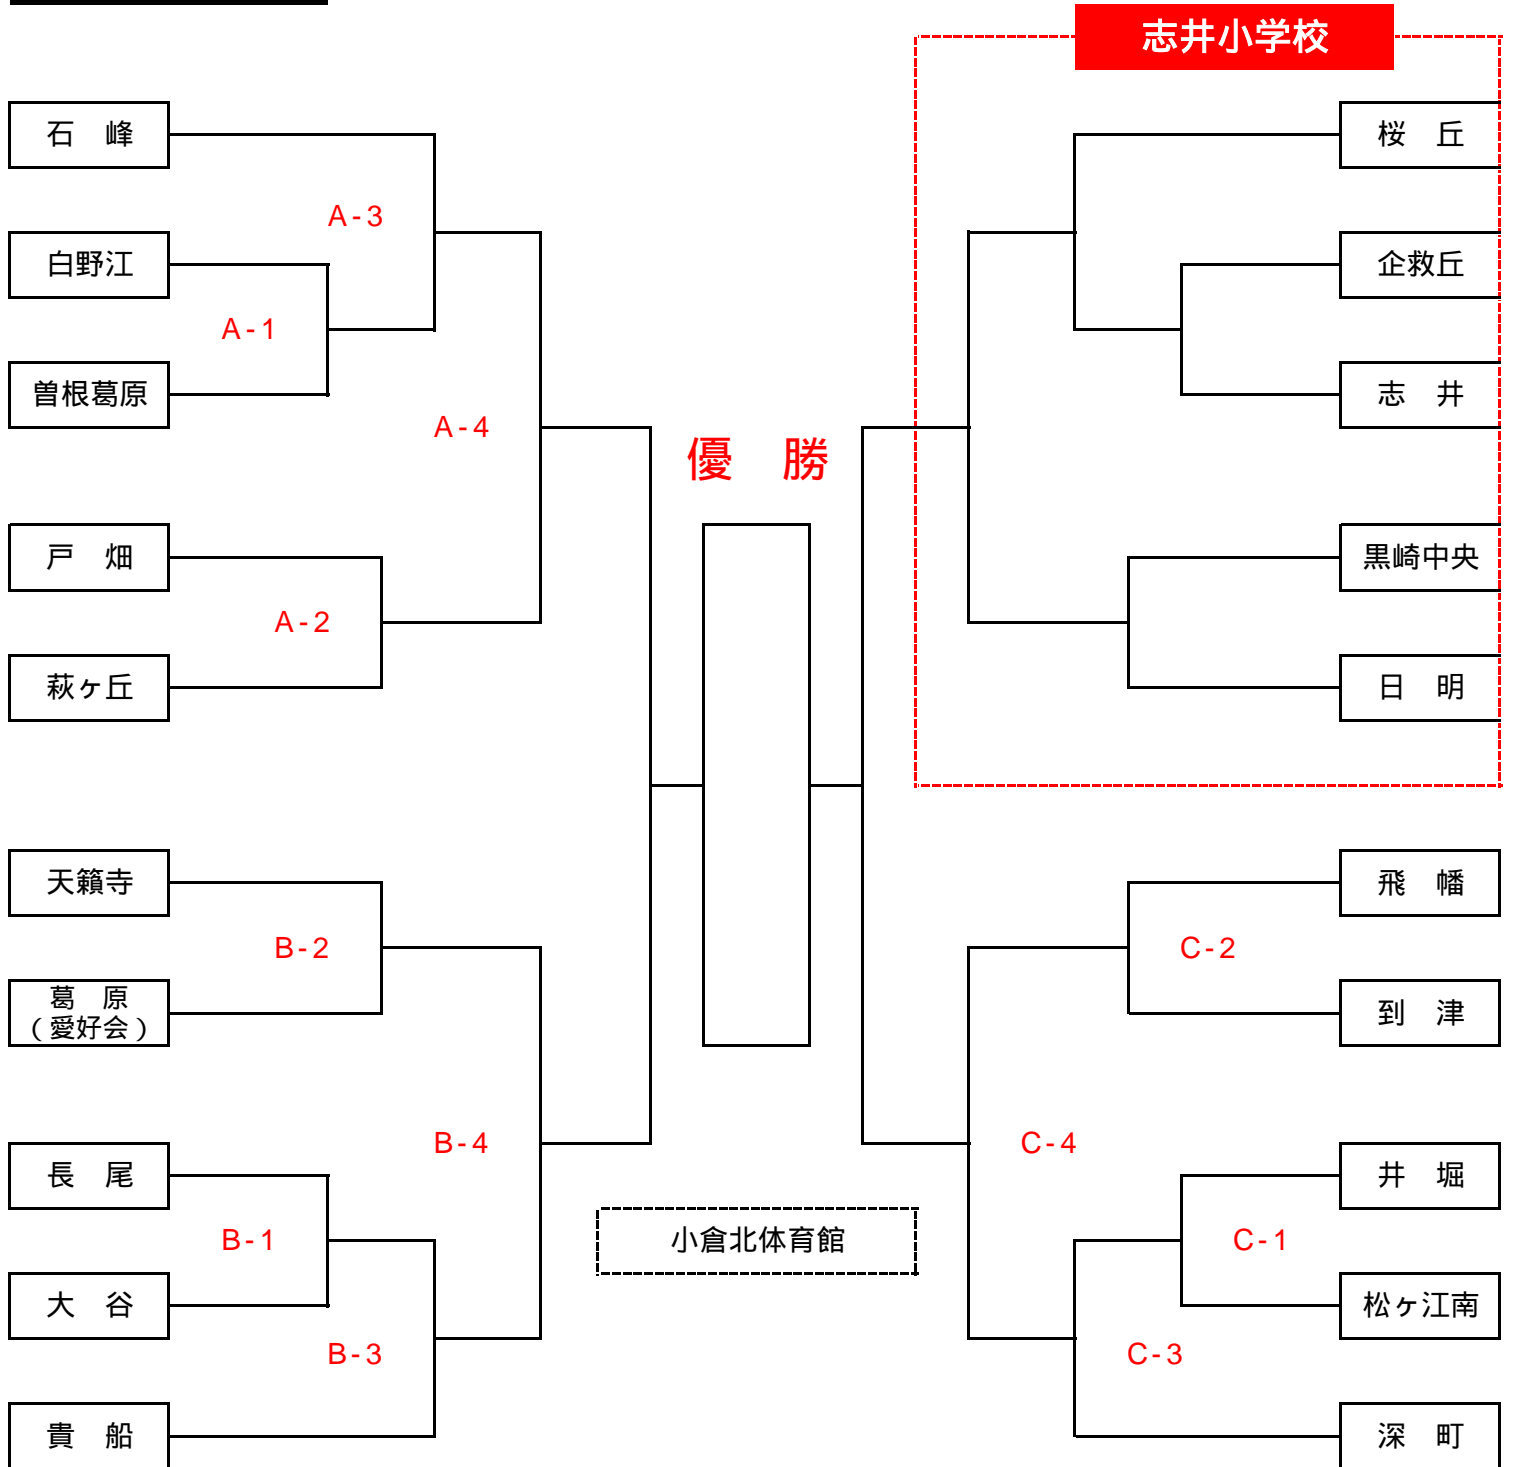 志井小学校
石　峰
A-3
白野江
A-1
曽根葛原
A-4
戸　畑
A-2
萩ヶ丘
天籟寺
B-2
葛　原
（愛好会）
B-4
長　尾
B-1
大　谷
B-3
貴　船
優　勝
小倉北体育館
桜　丘
企救丘
志　井
黒崎中央
日　明
飛　幡
C-2
到　津
C-4
井　堀
C-1
松ヶ江南
C-3
深　町